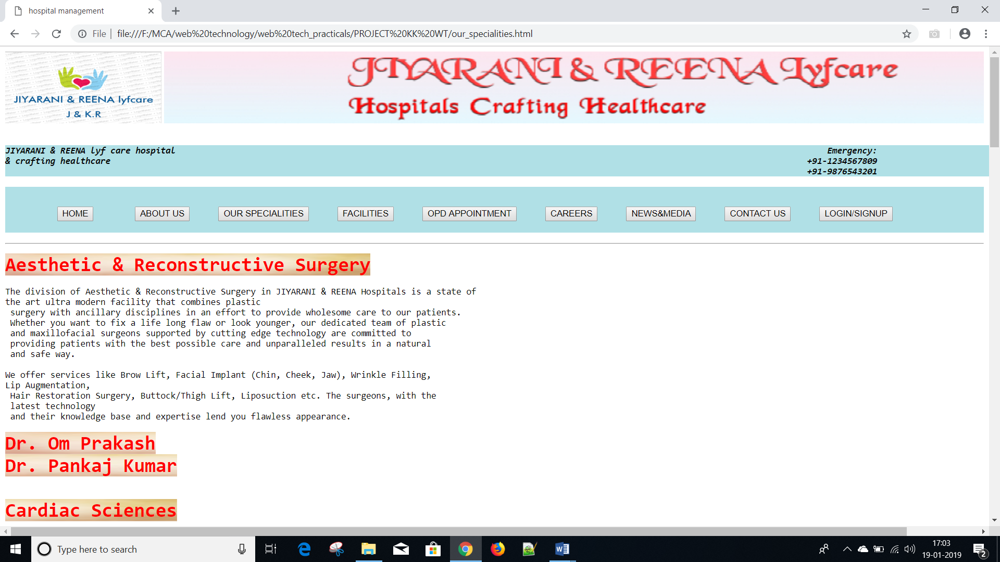 hospital management
File | file:///F:/MCA/web%20technology/web%20tech_practicals/PROJECT%20KK%20WT/our_specialities.html
JIYARANI & REENA lyfcare
J & K.R
JIYARANI & REENA Lyfcare
Hospitals Crafting Healthcare
JIYARANI & REENA lyf care hospital
& crafting healthcare
Emergency:
+91-1234567809
+91-9876543201
HOME ABOUT US OUR SPECIALITIES FACILITIES OPD APPOINTMENT CAREERS NEWS&MEDIA CONTACT US LOGIN/SIGNUP
Aesthetic & Reconstructive Surgery
The division of Aesthetic & Reconstructive Surgery in JIYARANI & REENA Hospitals is a state of
the art ultra modern facility that combines plastic
surgery with ancillary disciplines in an effort to provide wholesome care to our patients.
Whether you want to fix a life long flaw or look younger, our dedicated team of plastic
and maxillofacial surgeons supported by cutting edge technology are committed to
providing patients with the best possible care and unparalleled results in a natural
and safe way.
We offer services like Brow Lift, Facial Implant (Chin, Cheek, Jaw), Wrinkle Filling,
Lip Augmentation,
Hair Restoration Surgery, Buttock/Thigh Lift, Liposuction etc. The surgeons, with the
latest technology
and their knowledge base and expertise lend you flawless appearance.
Dr. Om Prakash
Dr. Pankaj Kumar
Cardiac Sciences
Type here to search
17:03
19-01-2019
2